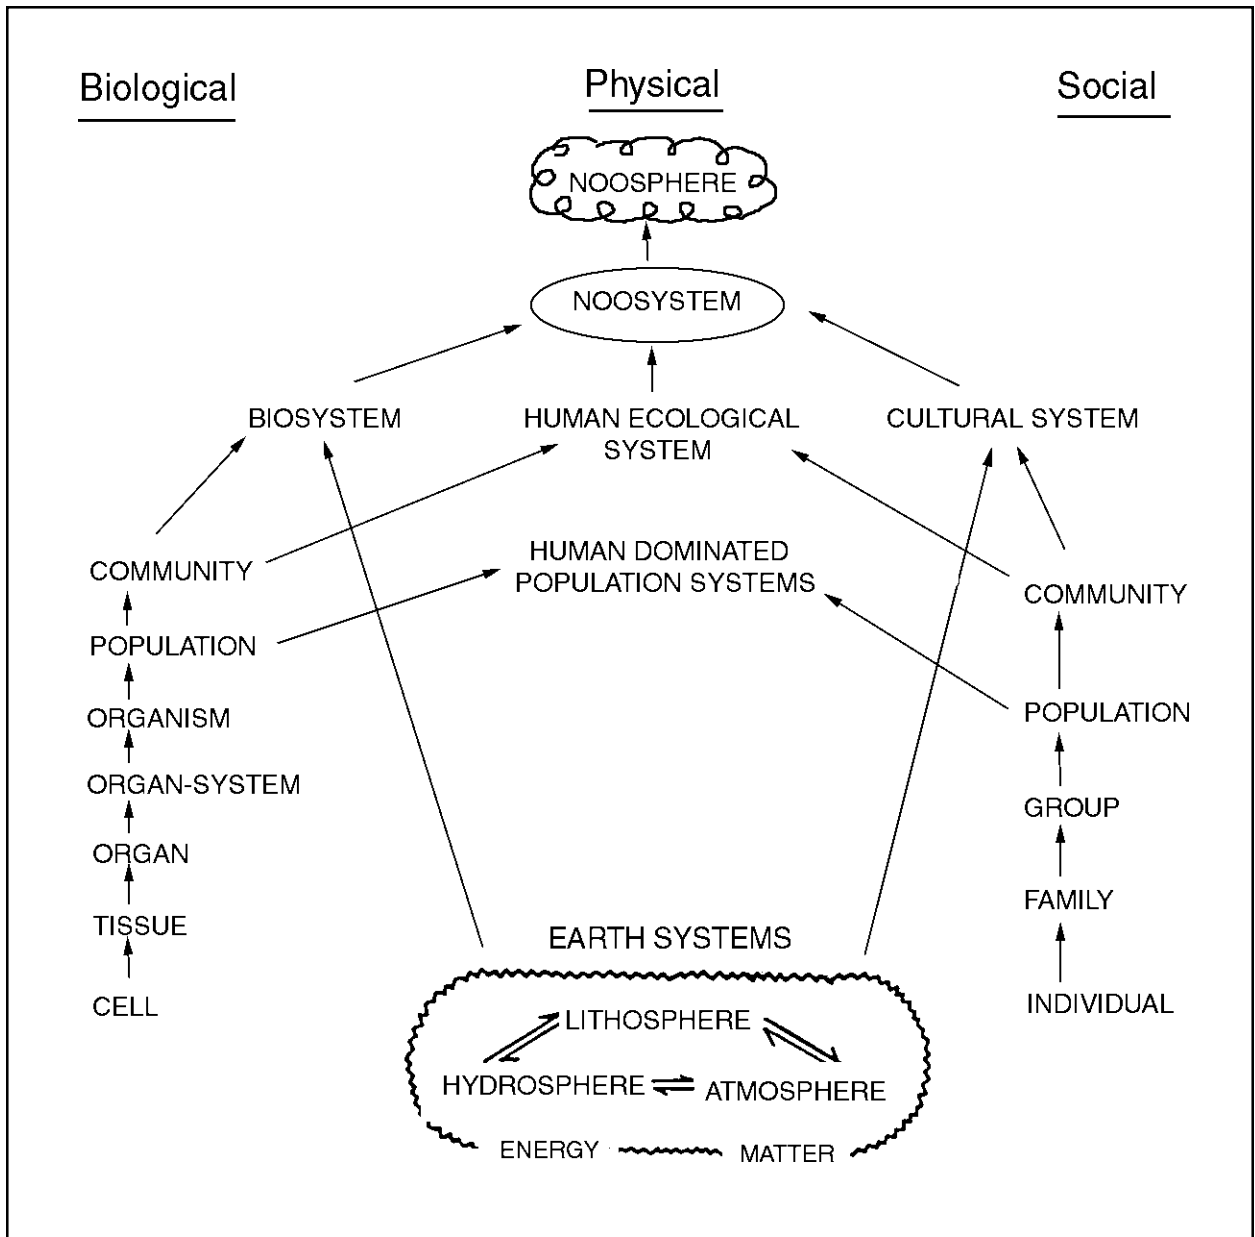 Biological
Physical
Social
NOOSPHERE
NOOSYSTEM
BIOSYSTEM
HUMAN ECOLOGICAL
SYSTEM
CULTURAL SYSTEM
HUMAN DOMINATED
POPULATION SYSTEMS
COMMUNITY
POPULATION
ORGANISM
ORGAN-SYSTEM
ORGAN
TISSUE
CELL
COMMUNITY
POPULATION
GROUP
FAMILY
INDIVIDUAL
EARTH SYSTEMS
LITHOSPHERE
HYDROSPHERE
ATMOSPHERE
ENERGY
MATTER